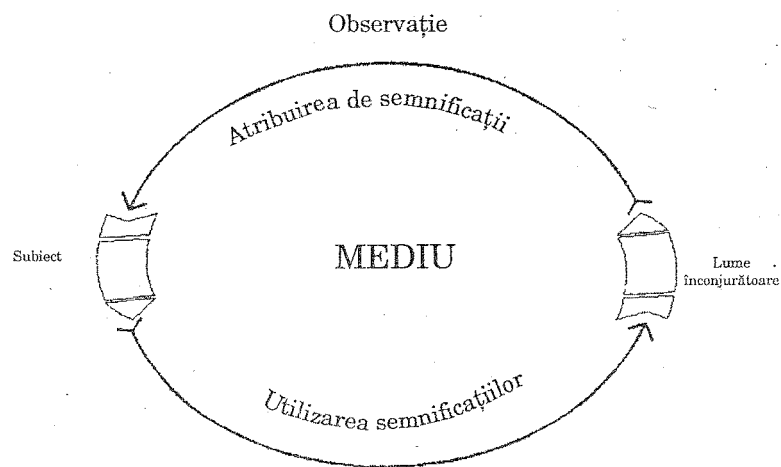 Observație
Atribuirea de semnificații
Subiect
MEDIU
Lume
înconjurătoare
Utilizarea semnificațiilor